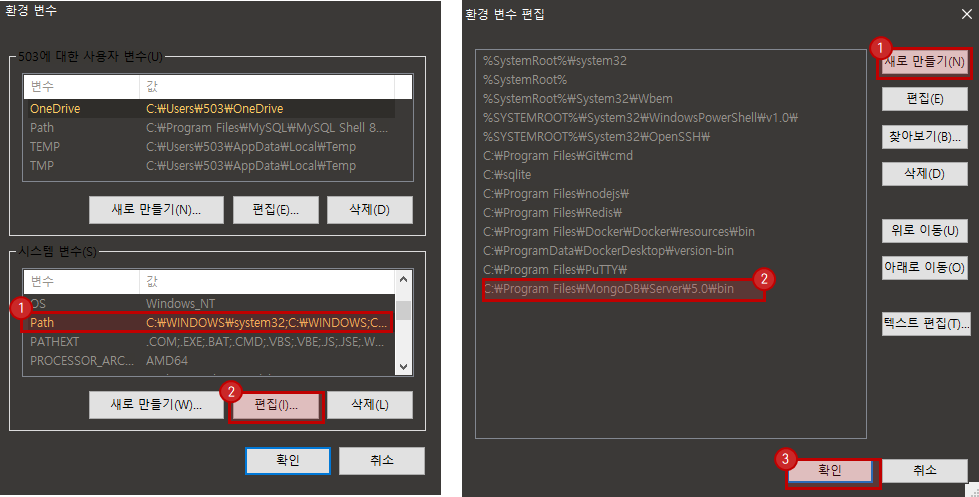 환경 변수
503에 대한 사용자 변수(U)
변수 값
OneDrive C:₩Users₩503₩OneDrive
Path C:₩Program Files₩MySQL₩MySQL Shell 8....
TEMP C:₩Users₩503₩AppData₩Local₩Temp
TMP C:₩Users₩503₩AppData₩Local₩Temp
새로 만들기(N)... 편집(E)... 삭제(D)
시스템 변수(S)
변수 값
OS Windows_NT
1
Path C:₩WINDOWS₩system32;C:₩WINDOWS;C...
PATHEXT .COM;.EXE;.BAT;.CMD;.VBS;.VBE;.JS;.JSE;.W...
PROCESSOR_ARC... AMD64
2
새로 만들기(W)... 편집(I)... 삭제(L)
확인 취소
환경 변수 편집
1
%SystemRoot%₩system32
%SystemRoot%
%SystemRoot%₩System32₩Wbem
%SYSTEMROOT%₩System32₩WindowsPowerShell₩v1.0₩
%SYSTEMROOT%₩System32₩OpenSSH₩
C:₩Program Files₩Git₩cmd
C:₩sqlite
C:₩Program Files₩nodejs₩
C:₩Program Files₩Redis₩
C:₩Program Files₩Docker₩Docker₩resources₩bin
C:₩ProgramData₩DockerDesktop₩version-bin
C:₩Program Files₩PuTTY₩
2
C:₩Program Files₩MongoDB₩Server₩5.0₩bin
새로 만들기(N)
편집(E)
찾아보기(B)...
삭제(D)
위로 이동(U)
아래로 이동(O)
텍스트 편집(T)...
3
확인 취소